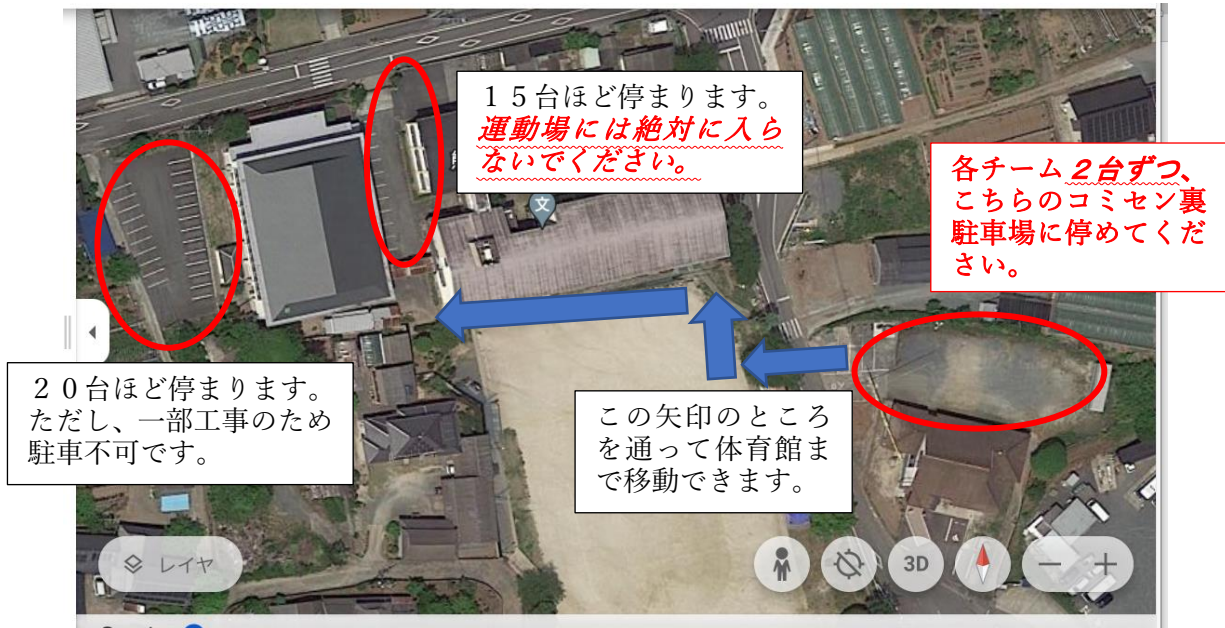 １５台ほど停まります。
運動場には絶対に入ら
ないでください。
文
各チーム２台ずつ、
こちらのコミセン裏
駐車場に停めてくだ
さい。
２０台ほど停まります。
ただし、一部工事のため
駐車不可です。
この矢印のところ
を通って体育館ま
で移動できます。
レイヤ
3D